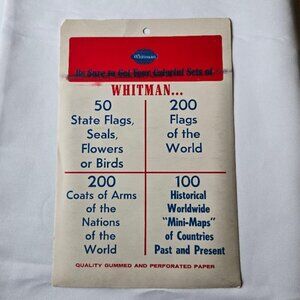 Whitman
Be Sure to Get Your Colorful Sets of
WHITMAN...
50
State Flags,
Seals,
Flowers
or Birds
200
Flags
of the
World
200
Coats of Arms
of the
Nations
of the
World
100
Historical
Worldwide
"Mini-Maps"
of Countries
Past and Present
QUALITY GUMMED AND PERFORATED PAPER